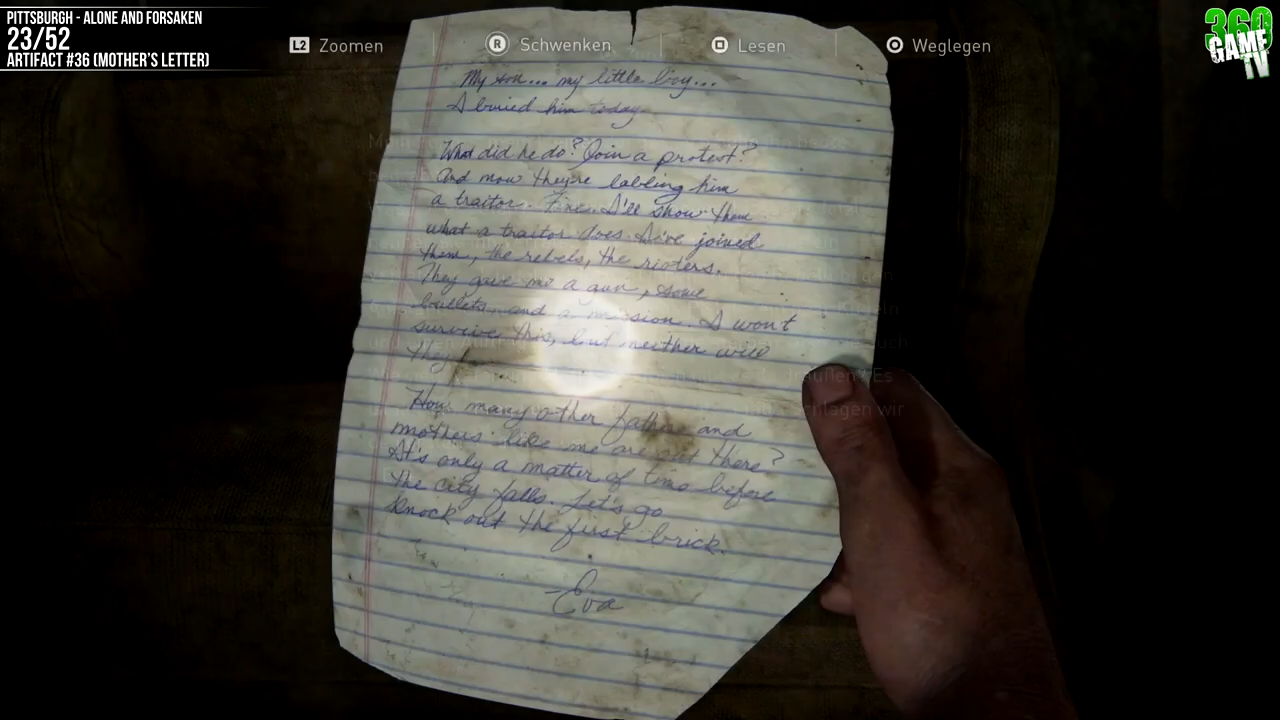 PITTSBURGH - ALONE AND FORSAKEN
23/52
ARTIFACT #36 (MOTHER'S LETTER)
L2 Zoomen
R Schwenken
Lesen
Weglegen
360
GAME
TV
My son... my little boy...
I buried him today.
What did he do? Join a protest?
And now they're labling him
a traitor. Fine. I'll show them
what a traitor does. I've joined
them, the rebels, the rioters.
They gave me a gun, some
bullets, and a mission. I won't
survive this, but neither will
they.
How many other fathers and
mothers like me are out there?
It's only a matter of time before
the city falls. Let's go
knock out the first brick.
Eva